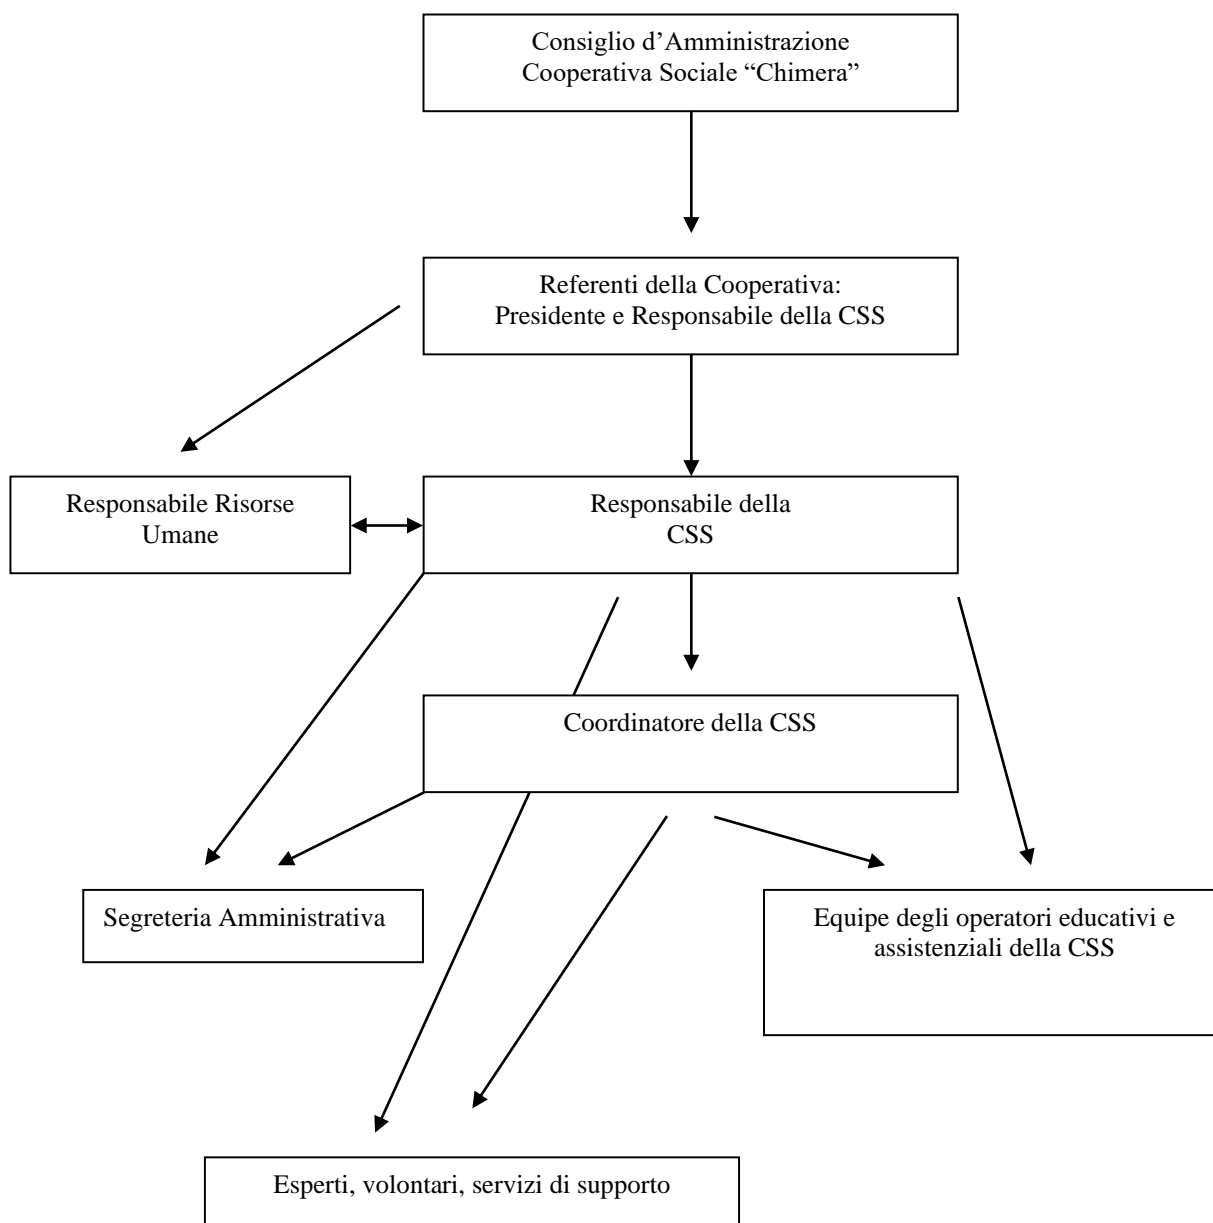 Consiglio d’Amministrazione
Cooperativa Sociale “Chimera”
Referenti della Cooperativa:
Presidente e Responsabile della CSS
Responsabile Risorse
Umane
Responsabile della
CSS
Coordinatore della CSS
Segreteria Amministrativa
Equipe degli operatori educativi e
assistenziali della CSS
Esperti, volontari, servizi di supporto